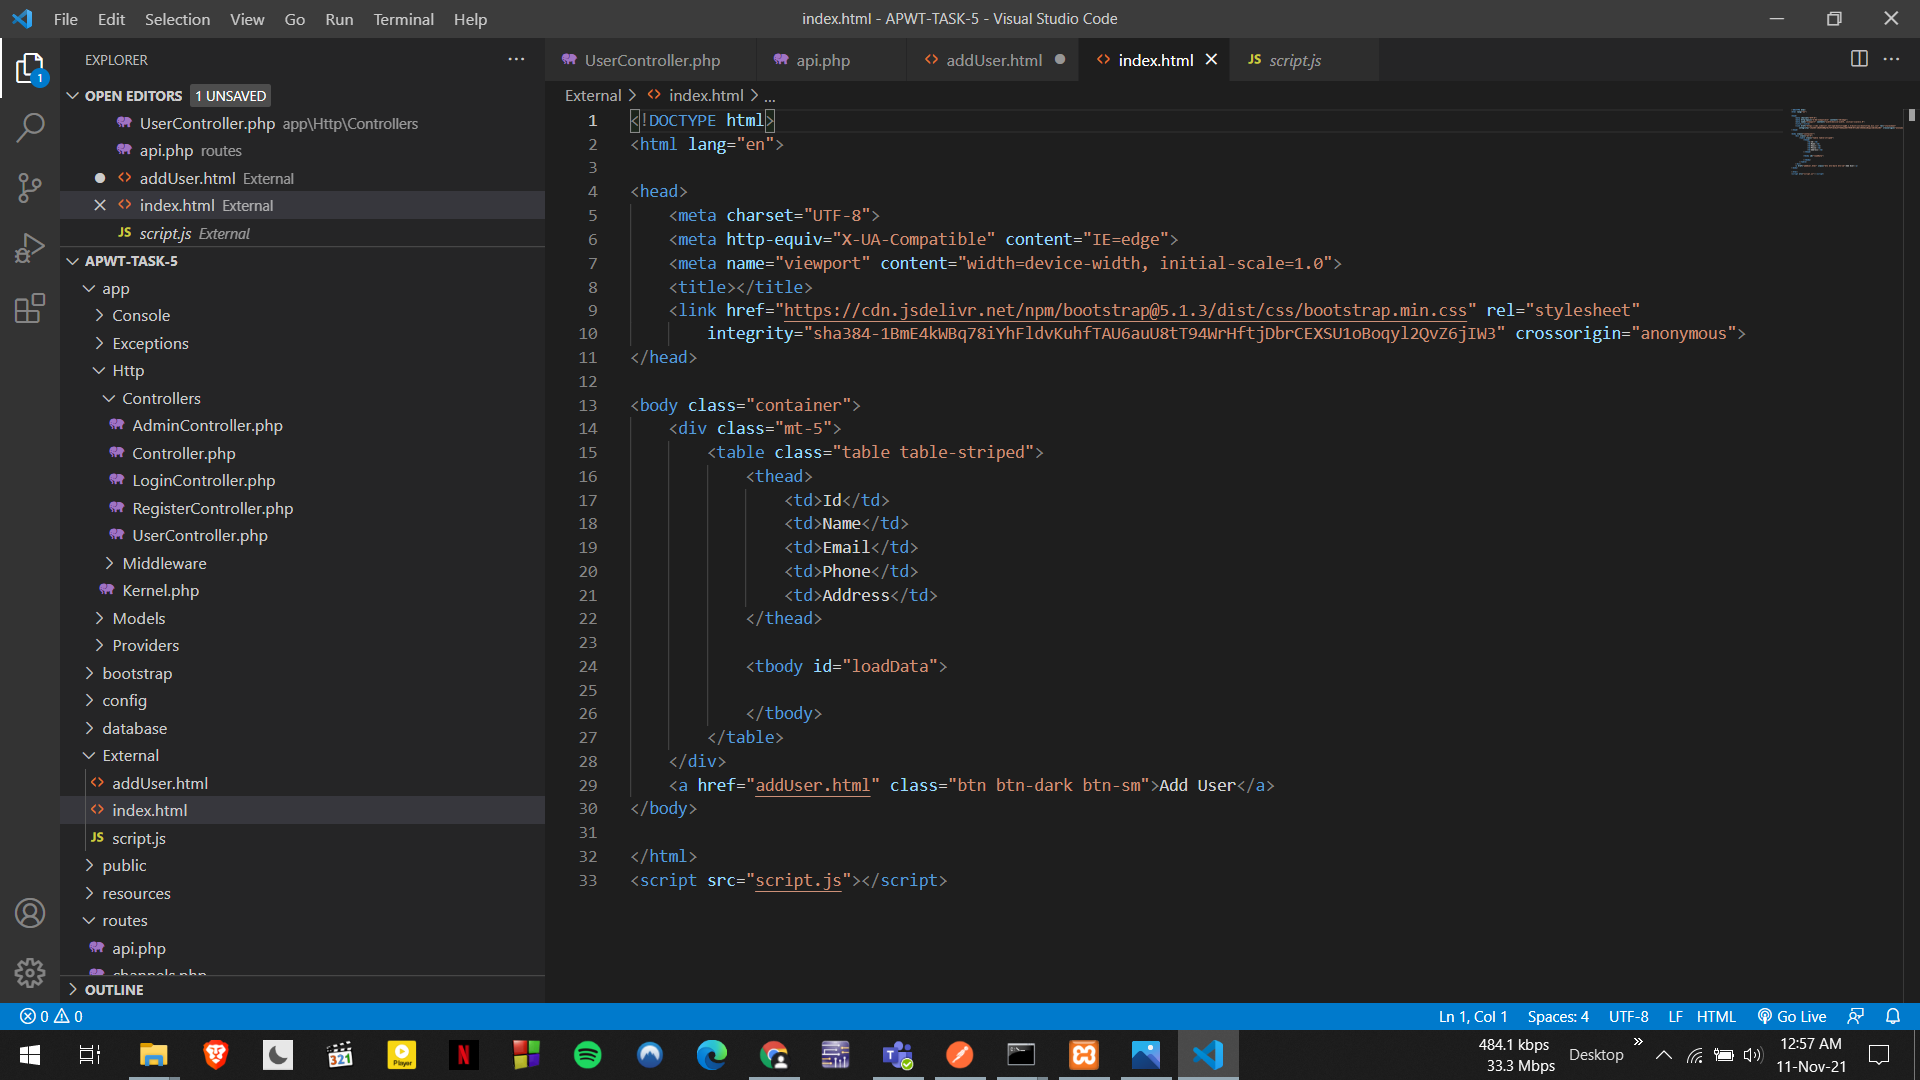 File Edit Selection View Go Run Terminal Help
index.html - APWT-TASK-5 - Visual Studio Code
EXPLORER
OPEN EDITORS 1 UNSAVED
UserController.php app\Http\Controllers
api.php routes
addUser.html External
index.html External
JS script.js External
APWT-TASK-5
app
Console
Exceptions
Http
Controllers
AdminController.php
Controller.php
LoginController.php
RegisterController.php
UserController.php
Middleware
Kernel.php
Models
Providers
bootstrap
config
database
External
addUser.html
index.html
JS script.js
public
resources
routes
api.php
channels.php
OUTLINE
1
UserController.php api.php addUser.html index.html JS script.js
External > index.html > ...
1 <!DOCTYPE html>
2 <html lang="en">
3
4 <head>
5 <meta charset="UTF-8">
6 <meta http-equiv="X-UA-Compatible" content="IE=edge">
7 <meta name="viewport" content="width=device-width, initial-scale=1.0">
8 <title></title>
9 <link href="https://cdn.jsdelivr.net/npm/bootstrap@5.1.3/dist/css/bootstrap.min.css" rel="stylesheet"
10 integrity="sha384-1BmE4kWBq78iYhFldvKuhfTAU6auU8tT94WrHftjDbrCEXSU1oBoqyl2QvZ6jIW3" crossorigin="anonymous">
11 </head>
12
13 <body class="container">
14 <div class="mt-5">
15 <table class="table table-striped">
16 <thead>
17 <td>Id</td>
18 <td>Name</td>
19 <td>Email</td>
20 <td>Phone</td>
21 <td>Address</td>
22 </thead>
23
24 <tbody id="loadData">
25
26 </tbody>
27 </table>
28 </div>
29 <a href="addUser.html" class="btn btn-dark btn-sm">Add User</a>
30 </body>
31
32 </html>
33 <script src="script.js"></script>
0 0
Ln 1, Col 1 Spaces: 4 UTF-8 LF HTML Go Live
321
Player
N
T
484.1 kbps
33.3 Mbps
Desktop
12:57 AM
11-Nov-21